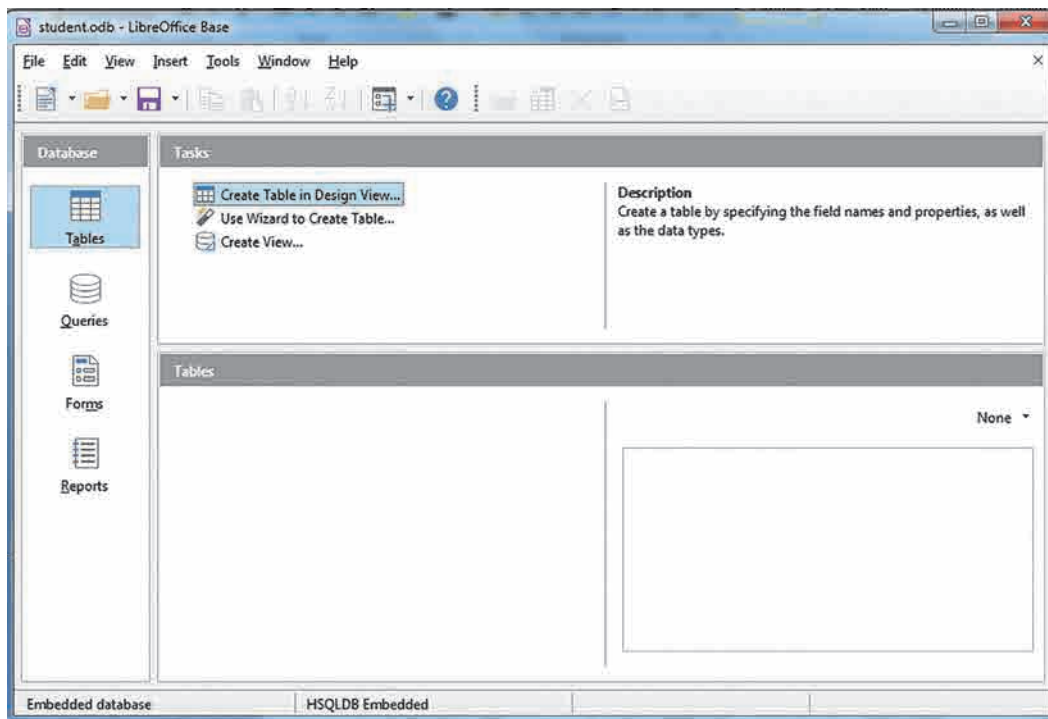 student.odb - LibreOffice Base
File Edit View Insert Tools Window Help
Database
Tables
Queries
Forms
Reports
Tasks
Create Table in Design View...
Use Wizard to Create Table...
Create View...
Description
Create a table by specifying the field names and properties, as well
as the data types.
Tables
None
Embedded database HSQLDB Embedded